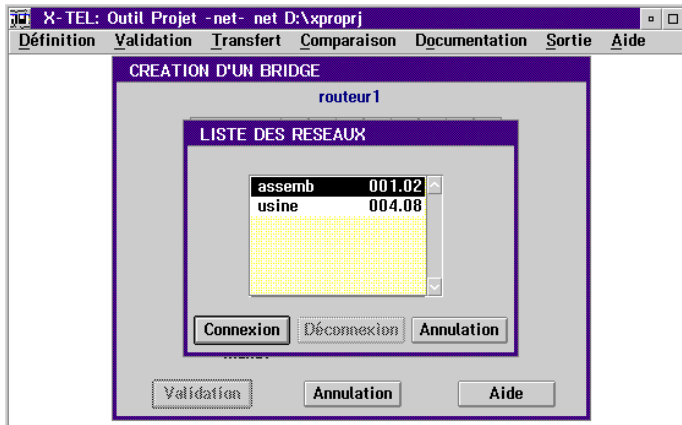 X-TEL: Outil Projet -net- net D:\xproprj
Définition Validation Transfert Comparaison Documentation Sortie Aide
CREATION D'UN BRIDGE
routeur1
LISTE DES RESEAUX
assemb 001.02
usine 004.08
Connexion Déconnexion Annulation
Validation Annulation Aide